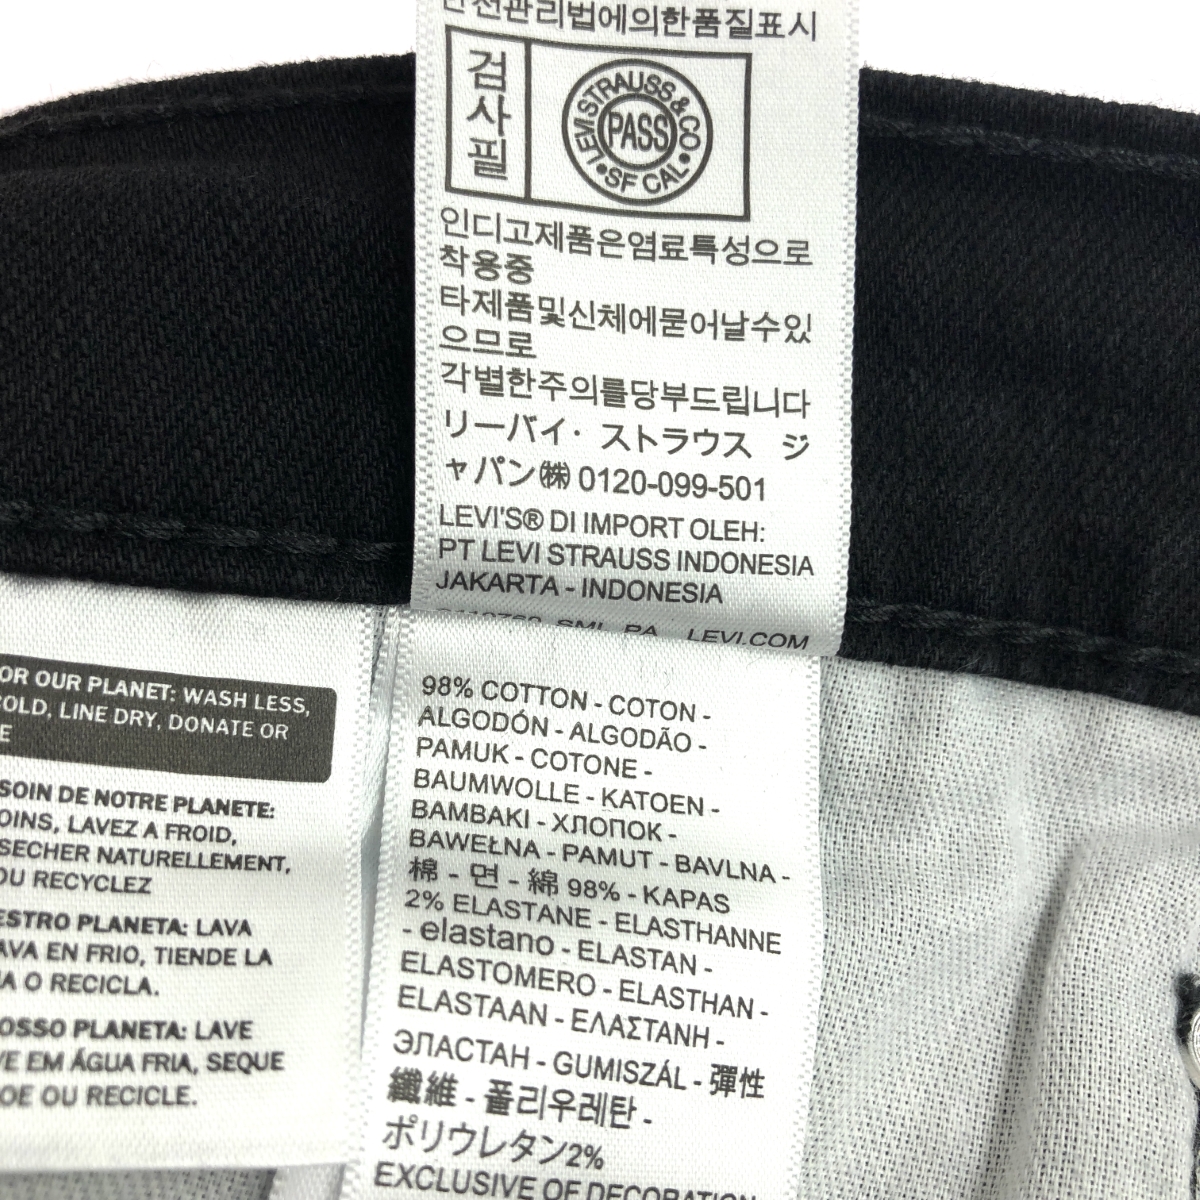 안전관리법에의한품질표시
검사필
LEVI STRAUSS & CO
PASS
SF CAL
인디고제품은염료특성으로
착용중
타제품및신체에묻어날수있
으므로
각별한주의를당부드립니다
リーバイ・ストラウス ジ
ャパン㈱ 0120-099-501
LEVI'S® DI IMPORT OLEH:
PT LEVI STRAUSS INDONESIA
JAKARTA - INDONESIA
SML PA LEVI.COM
OR OUR PLANET: WASH LESS,
COLD, LINE DRY, DONATE OR
E
SOIN DE NOTRE PLANETE:
OINS, LAVEZ A FROID,
SECHER NATURELLEMENT,
OU RECYCLEZ
ESTRO PLANETA: LAVA
AVA EN FRIO, TIENDE LA
A O RECICLA.
OSSO PLANETA: LAVE
VE EM ÁGUA FRIA, SEQUE
OE OU RECICLE.
98% COTTON - COTON -
ALGODÓN - ALGODÃO -
PAMUK - COTONE -
BAUMWOLLE - KATOEN -
BAMBAKI - ХЛОПОК -
BAWEŁNA - PAMUT - BAVLNA -
棉 - 면 - 綿 98% - KAPAS
2% ELASTANE - ELASTHANNE
- elastano - ELASTAN -
ELASTOMERO - ELASTHAN -
ELASTAAN - ΕΛΑΣΤΑΝΗ -
ЭЛАСТАН - GUMISZÁL - 彈性
纖維 - 폴리우레탄 -
ポリウレタン2%
EXCLUSIVE OF DECORATION